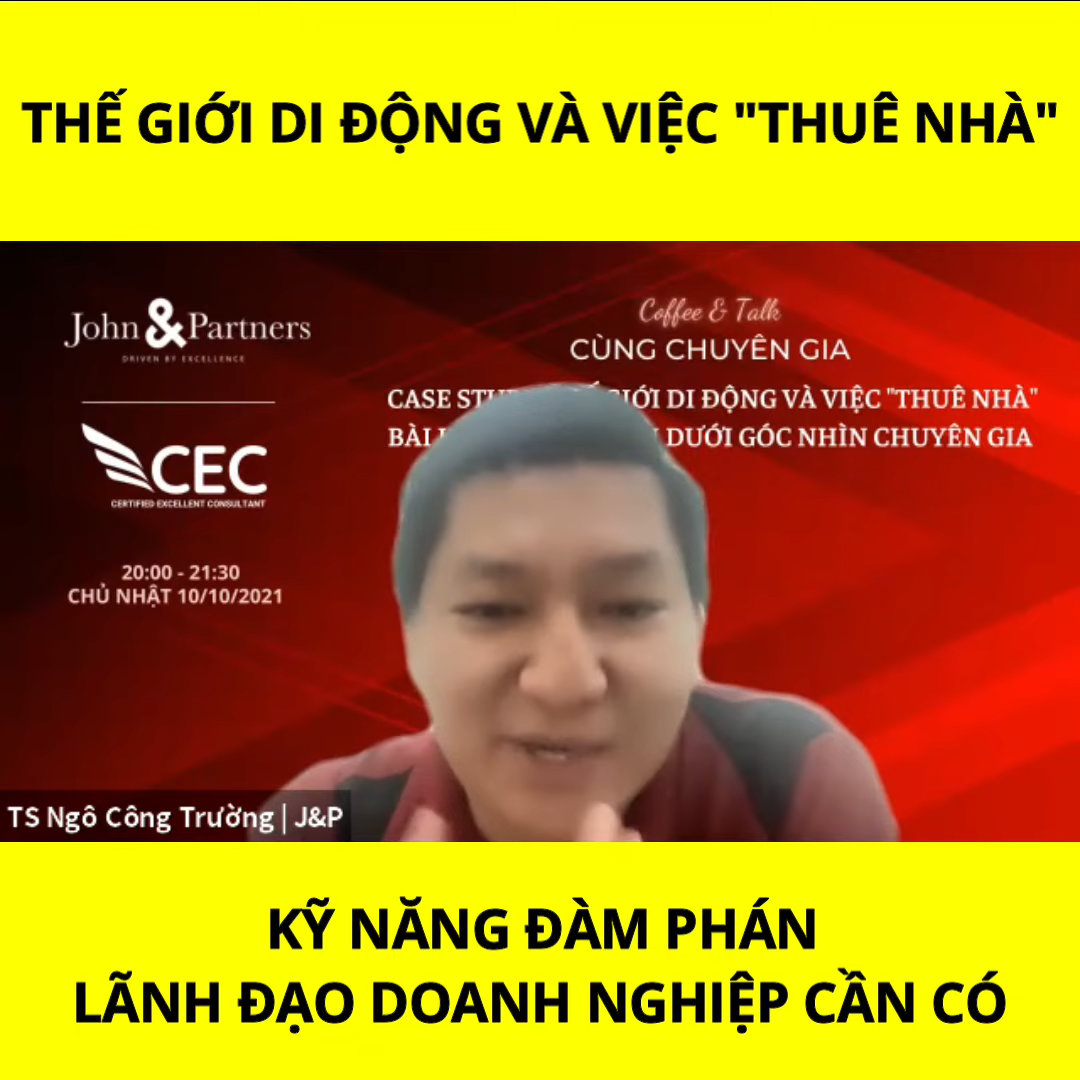 THẾ GIỚI DI ĐỘNG VÀ VIỆC "THUÊ NHÀ"
John & Partners
DRIVEN BY EXCELLENCE
CEC
CERTIFIED EXCELLENT CONSULTANT
20:00 - 21:30
CHỦ NHẬT 10/10/2021
Coffee & Talk
CÙNG CHUYÊN GIA
CASE GIỚI DI ĐỘNG VÀ VIỆC "THUÊ NHÀ"
DƯỚI GÓC NHÌN CHUYÊN GIA
TS Ngô Công Trường | J&P
KỸ NĂNG ĐÀM PHÁN
LÃNH ĐẠO DOANH NGHIỆP CẦN CÓ